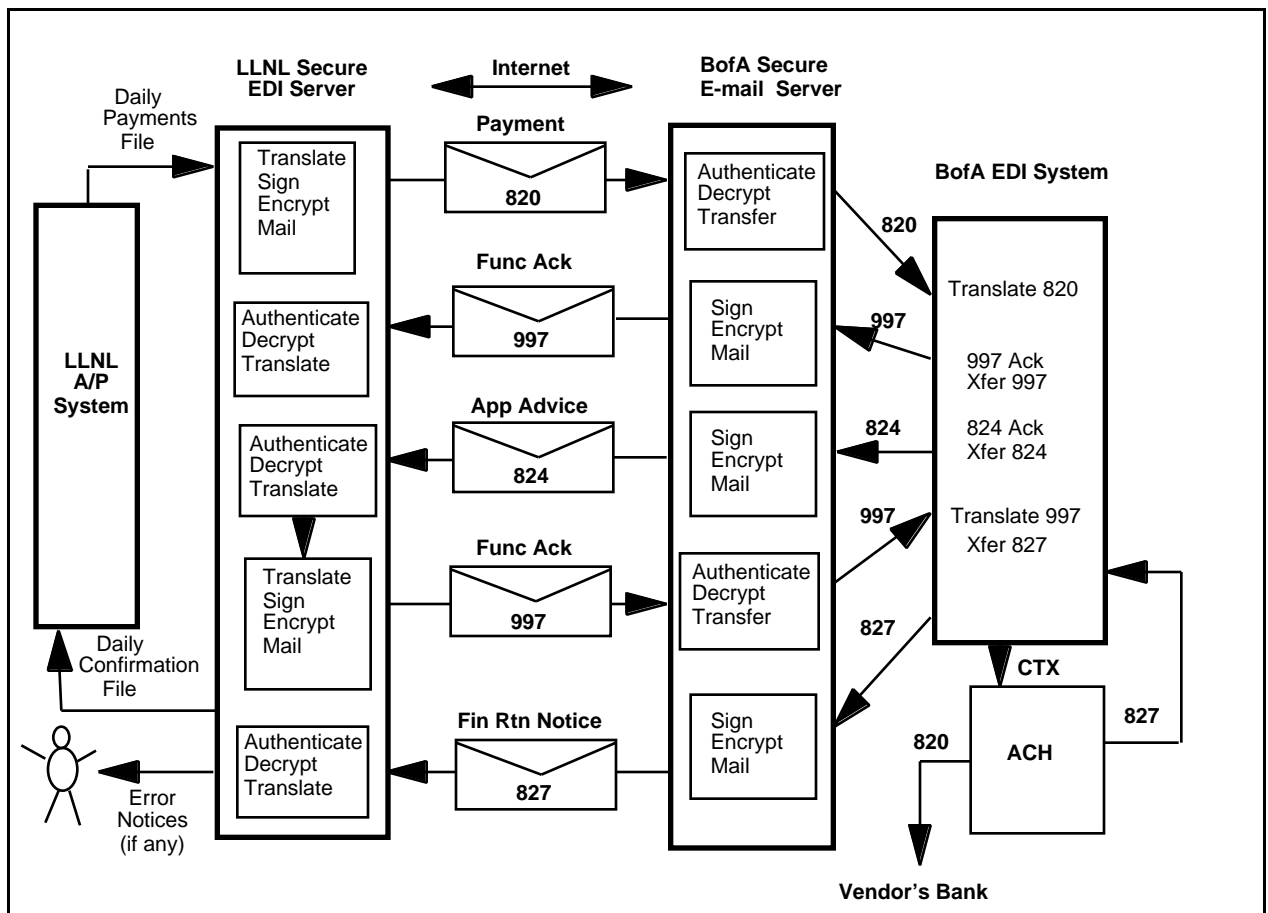 LLNL Secure
EDI Server
Internet
BofA Secure
E-mail Server
Daily
Payments
File
Payment
820
Translate
Sign
Encrypt
Mail
Authenticate
Decrypt
Transfer
BofA EDI System
820
Translate 820
Func Ack
997
Authenticate
Decrypt
Translate
Sign
Encrypt
Mail
997
997 Ack
Xfer 997
LLNL
A/P
System
App Advice
824
Authenticate
Decrypt
Translate
Sign
Encrypt
Mail
824
824 Ack
Xfer 824
Func Ack
997
Translate
Sign
Encrypt
Mail
Authenticate
Decrypt
Transfer
997
Translate 997
Xfer 827
827
Daily
Confirmation
File
CTX
Fin Rtn Notice
827
Authenticate
Decrypt
Translate
Sign
Encrypt
Mail
820
ACH
827
Error
Notices
(if any)
Vendor's Bank